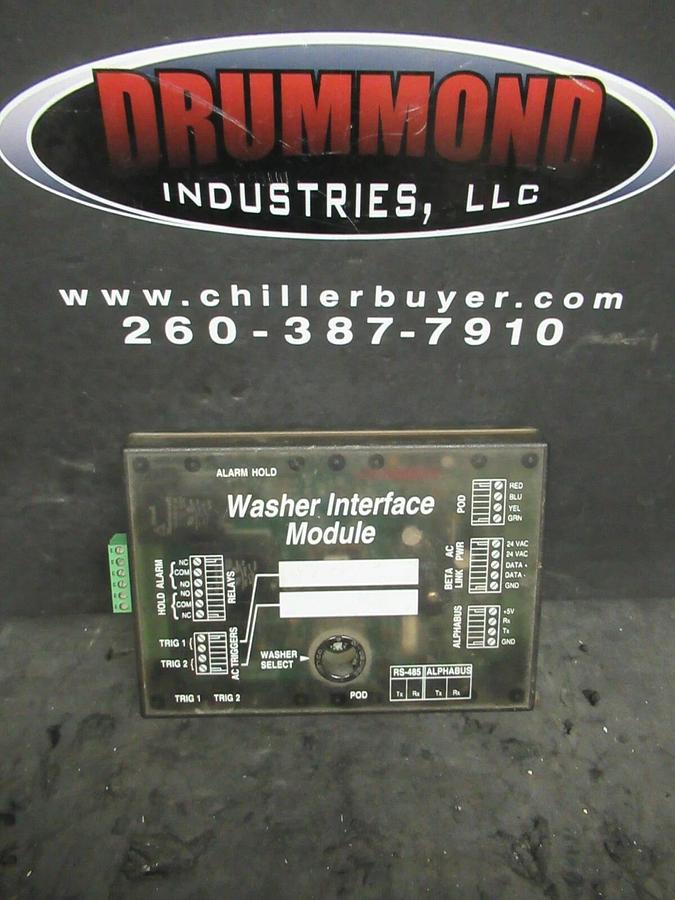 DRUMMOND
INDUSTRIES, LLC
www.chillerbuyer.com
260-387-7910
ALARM HOLD
Washer Interface
Module
POD
RED
BLU
YEL
GRN
AC
PWR
BETA
LINK
24 VAC
24 VAC
DATA +
DATA -
GND
ALPHABUS
+5V
Rx
Tx
GND
HOLD ALARM
NC
COM
NO
NO
COM
NC
RELAYS
TRIG 1
TRIG 2
AC TRIGGERS
WASHER
SELECT
RS-485 ALPHABUS
Tx Rx Tx Rx
TRIG 1 TRIG 2
POD